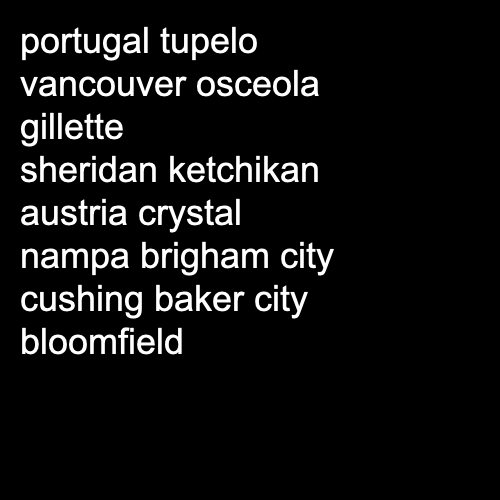 portugal tupelo
vancouver osceola
gillette
sheridan ketchikan
austria crystal
nampa brigham city
cushing baker city
bloomfield